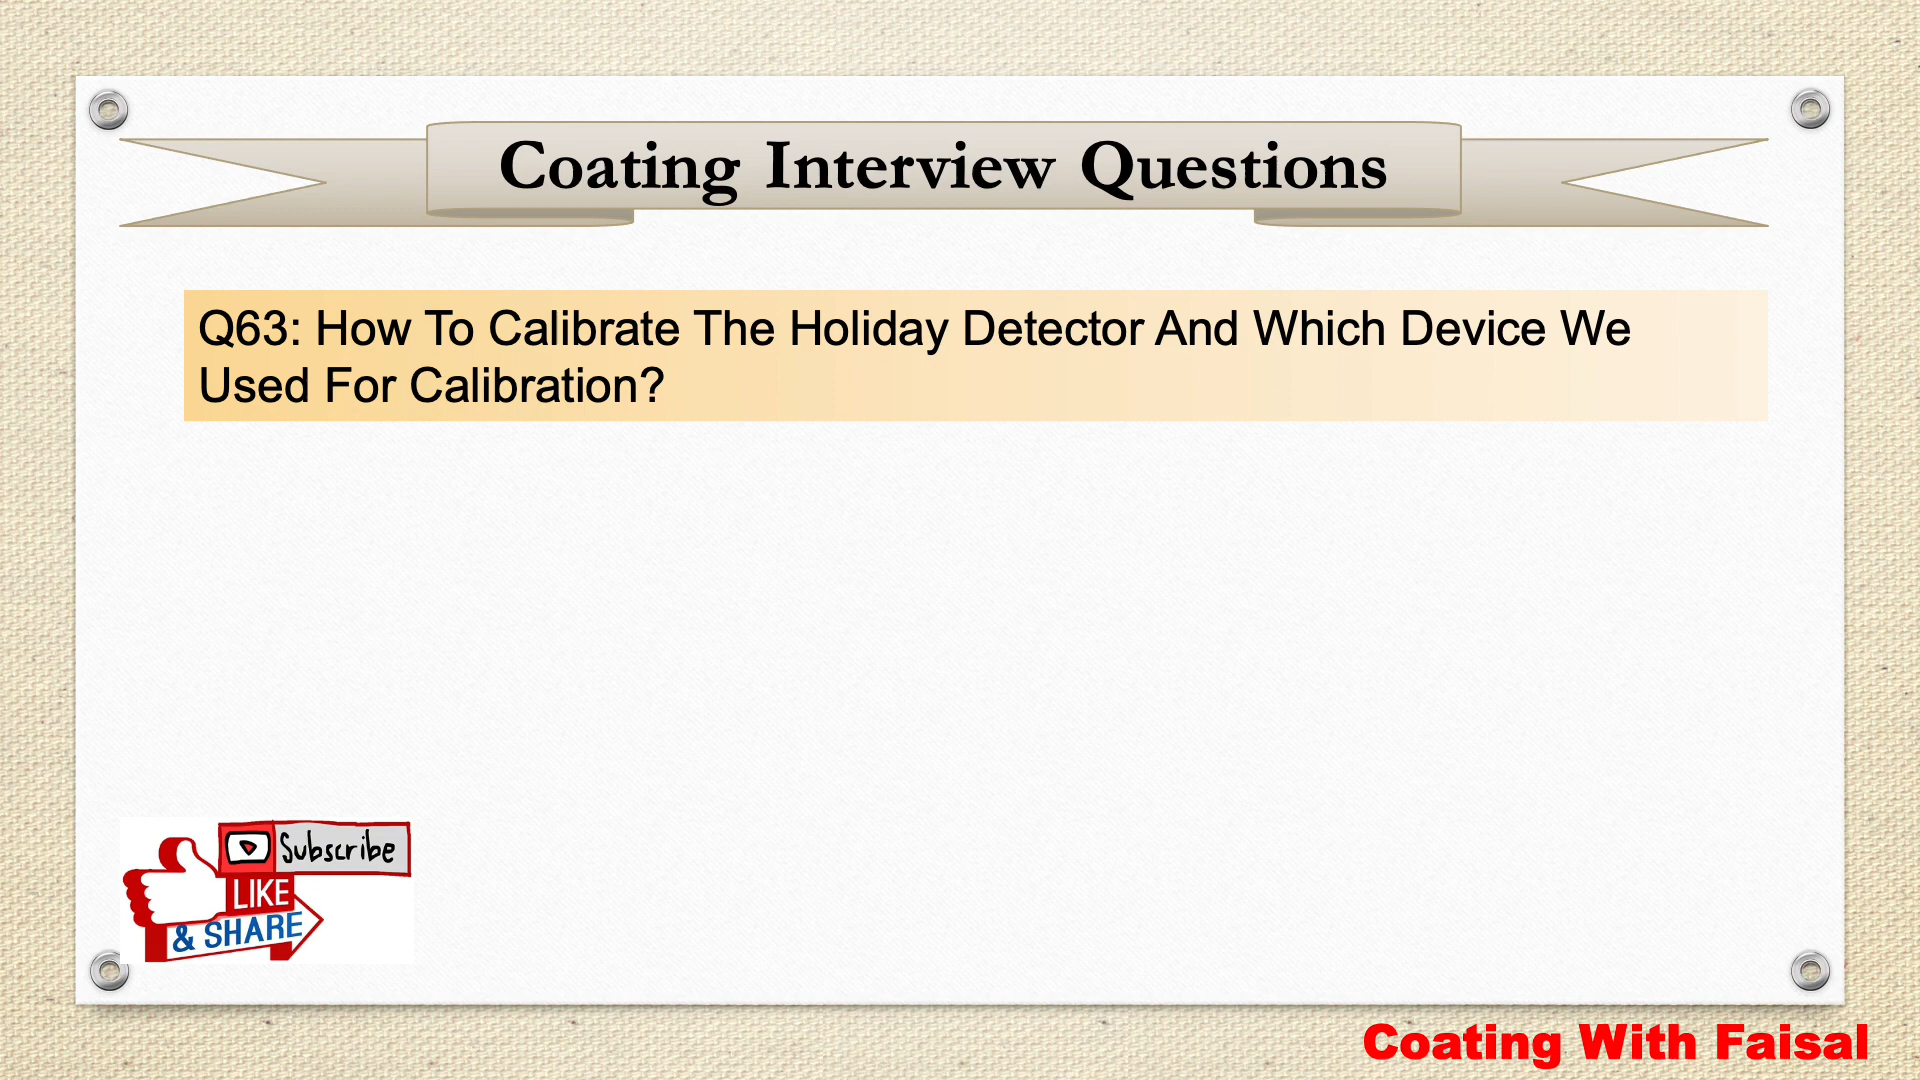 Coating Interview Questions
Q63: How To Calibrate The Holiday Detector And Which Device We
Used For Calibration?
Subscribe
LIKE
& SHARE
Coating With Faisal